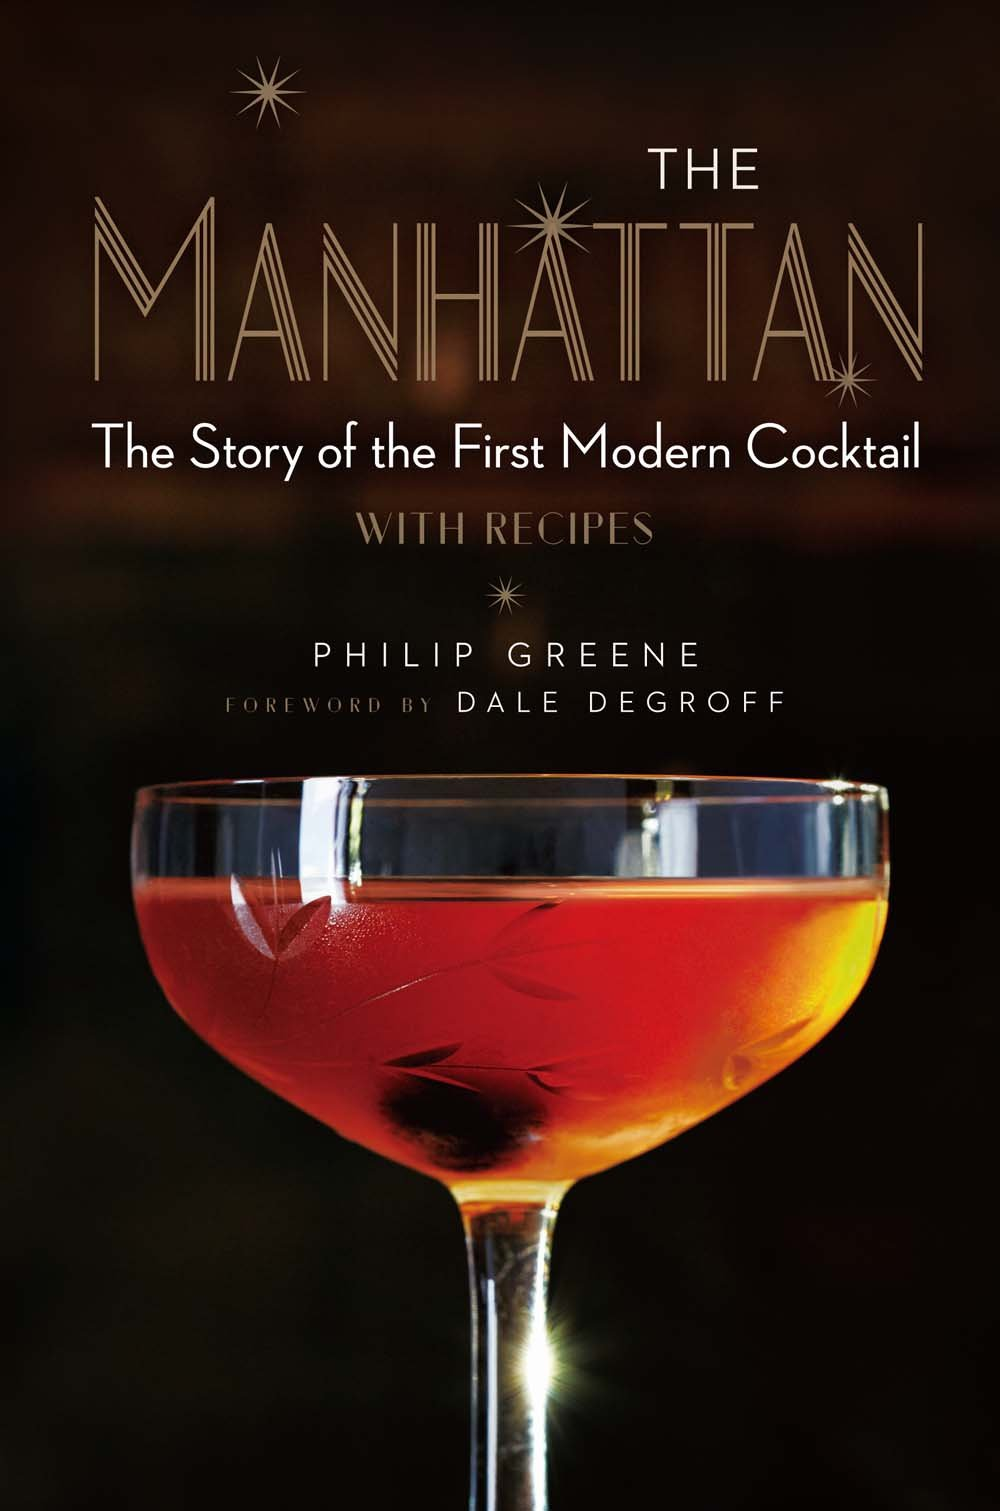 THE
MANHATTAN
The Story of the First Modern Cocktail
WITH RECIPES
PHILIP GREENE
FOREWORD BY DALE DEGROFF